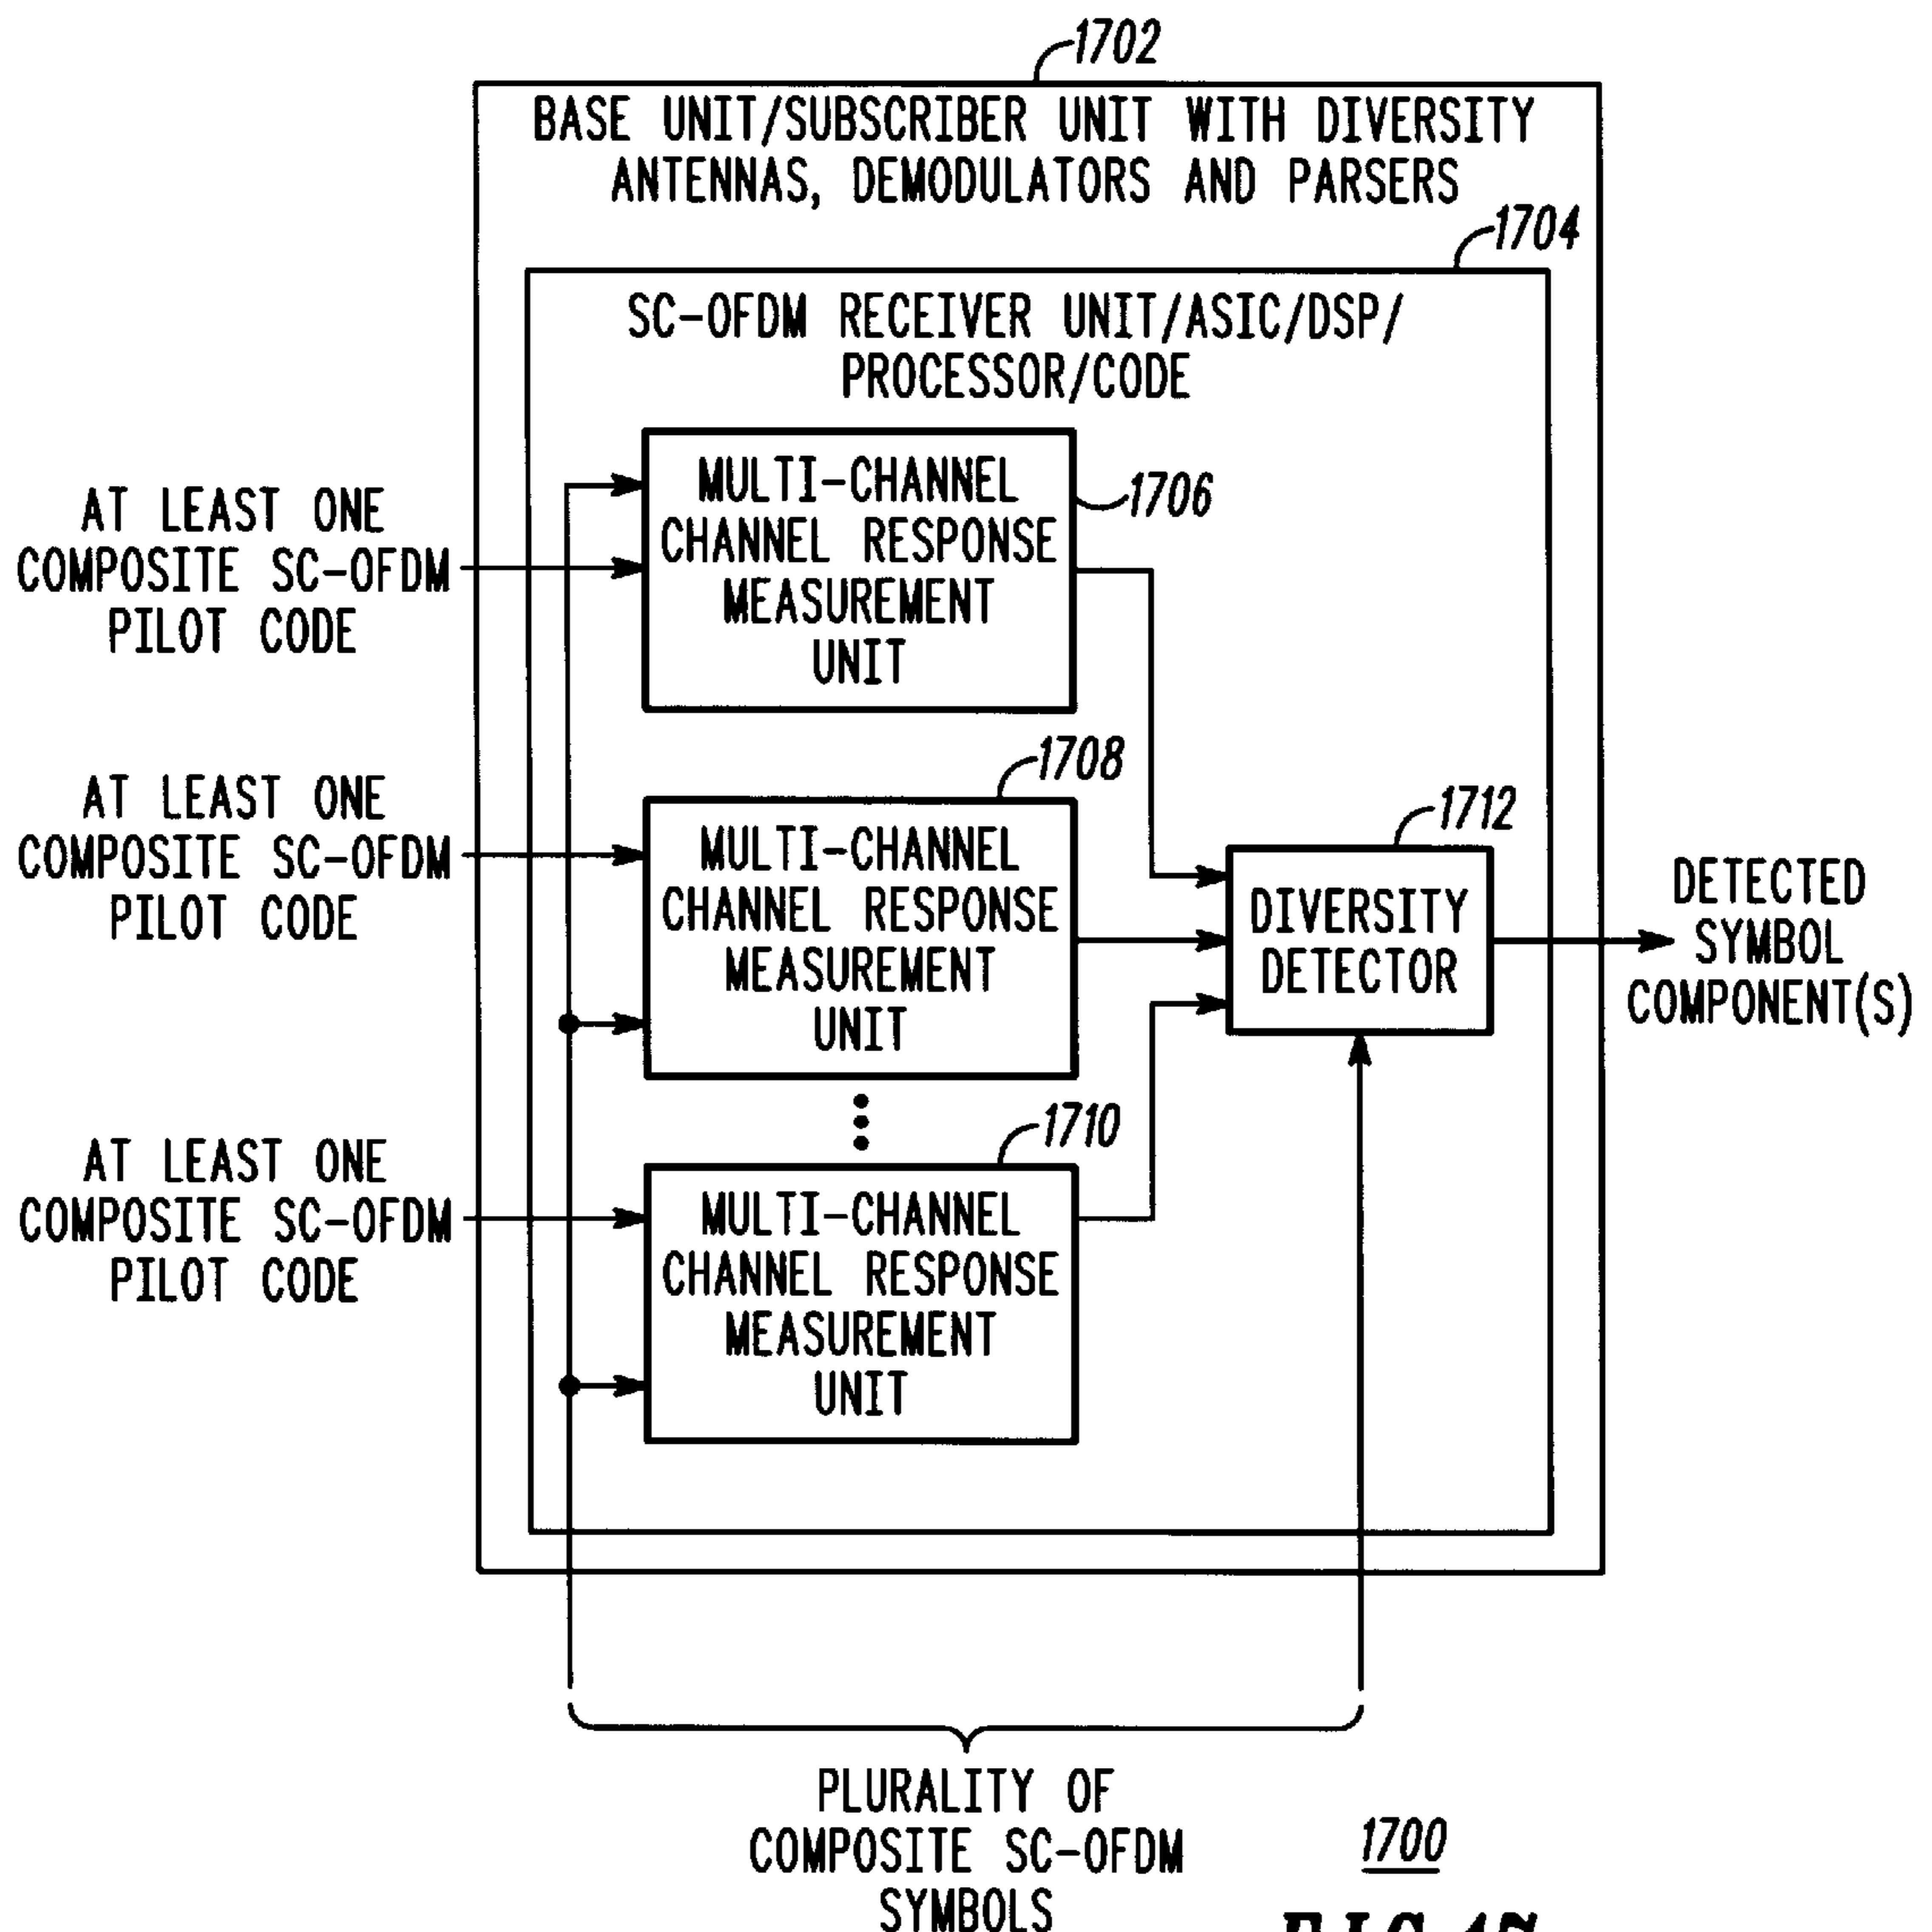 1702
BASE UNIT/SUBSCRIBER UNIT WITH DIVERSITY
ANTENNAS, DEMODULATORS AND PARSERS
1704
SC-OFDM RECEIVER UNIT/ASIC/DSP/
PROCESSOR/CODE
AT LEAST ONE
COMPOSITE SC-OFDM
PILOT CODE
MULTI-CHANNEL
CHANNEL RESPONSE
MEASUREMENT
UNIT
1706
AT LEAST ONE
COMPOSITE SC-OFDM
PILOT CODE
1708
MULTI-CHANNEL
CHANNEL RESPONSE
MEASUREMENT
UNIT
1712
DIVERSITY
DETECTOR
DETECTED
SYMBOL
COMPONENT(S)
AT LEAST ONE
COMPOSITE SC-OFDM
PILOT CODE
1710
MULTI-CHANNEL
CHANNEL RESPONSE
MEASUREMENT
UNIT
PLURALITY OF
COMPOSITE SC-OFDM
SYMBOLS
1700